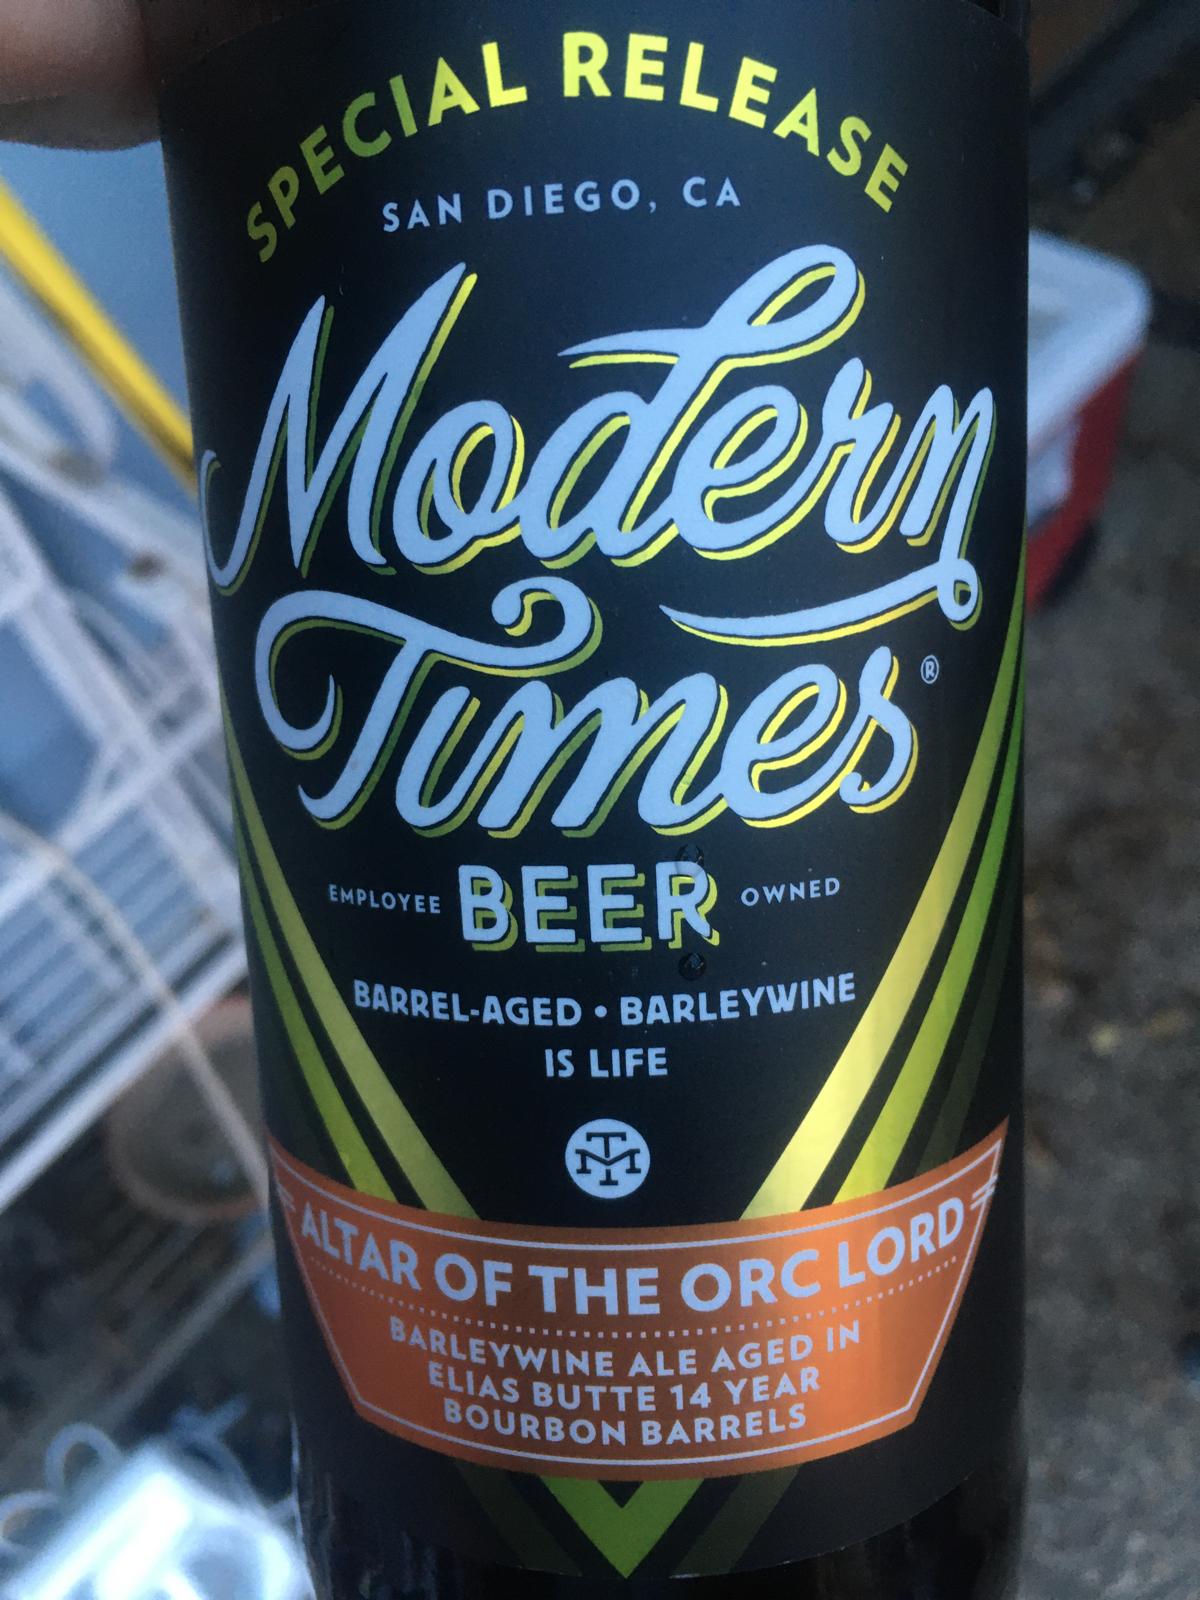 SPECIAL RELEASE
SAN DIEGO, CA
Modern
Times®
EMPLOYEE BEER OWNED
BARREL-AGED • BARLEYWINE
IS LIFE
TM
ALTAR OF THE ORC LORD
BARLEYWINE ALE AGED IN
ELIAS BUTTE 14 YEAR
BOURBON BARRELS